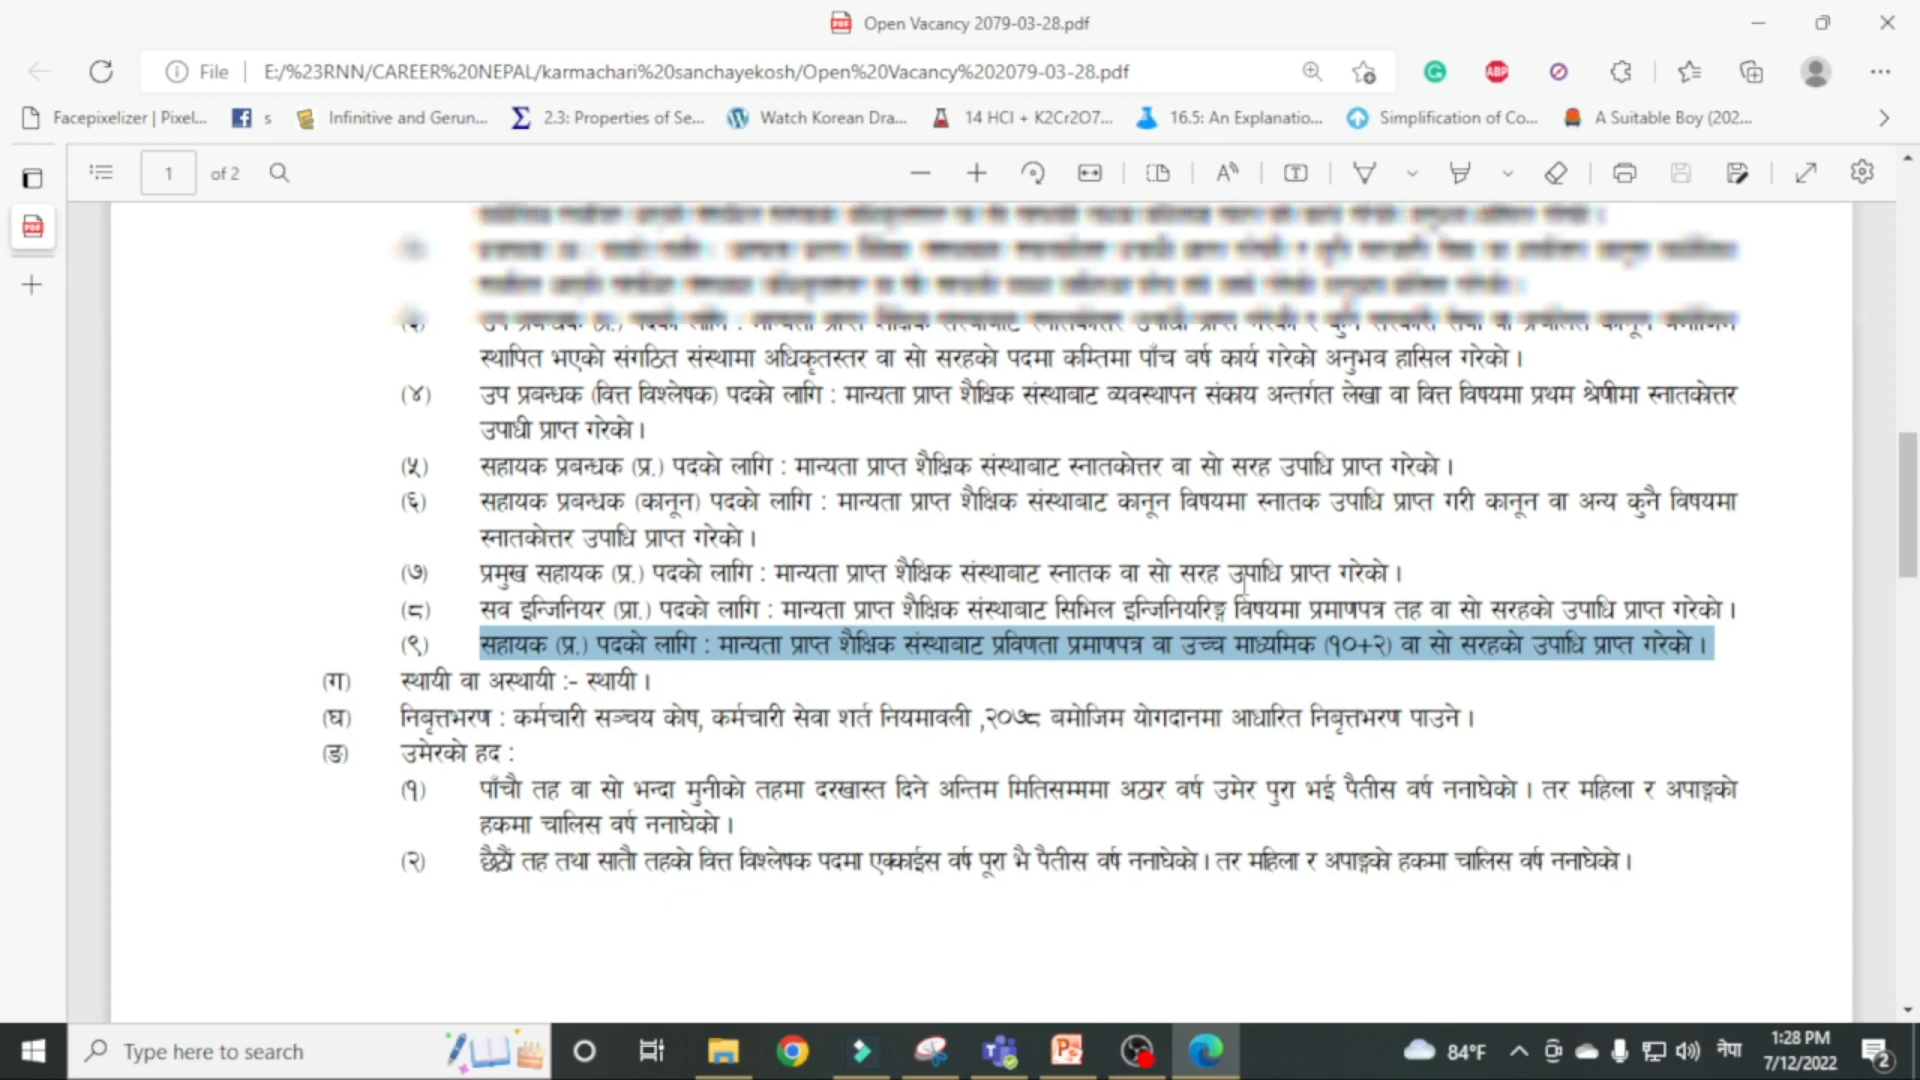 Open Vacancy 2079-03-28.pdf
File E:/%23RNN/CAREER%20NEPAL/karmachari%20sanchayekosh/Open%20Vacancy%202079-03-28.pdf
Facepixelizer | Pixel... s Infinitive and Gerun... 2.3: Properties of Se... Watch Korean Dra... 14 HCl + K2Cr2O7... 16.5: An Explanatio... Simplification of Co... A Suitable Boy (202...
1 of 2
स्थापित भएको संगठित संस्थामा अधिकृतस्तर वा सो सरहको पदमा कम्तिमा पाँच बर्ष कार्य गरेको अनुभव हासिल गरेको ।
(४) उप प्रबन्धक (वित्त विश्लेषक) पदको लागि : मान्यता प्राप्त शैक्षिक संस्थाबाट व्यवस्थापन संकाय अन्तर्गत लेखा वा वित्त विषयमा प्रथम श्रेणीमा स्नातकोत्तर
उपाधी प्राप्त गरेको ।
(५) सहायक प्रबन्धक (प्र.) पदको लागि : मान्यता प्राप्त शैक्षिक संस्थाबाट स्नातकोत्तर वा सो सरह उपाधि प्राप्त गरेको ।
(६) सहायक प्रबन्धक (कानून) पदको लागि : मान्यता प्राप्त शैक्षिक संस्थाबाट कानून विषयमा स्नातक उपाधि प्राप्त गरी कानून वा अन्य कुनै विषयमा
स्नातकोत्तर उपाधि प्राप्त गरेको ।
(७) प्रमुख सहायक (प्र.) पदको लागि : मान्यता प्राप्त शैक्षिक संस्थाबाट स्नातक वा सो सरह उपाधि प्राप्त गरेको ।
(८) सव इन्जिनियर (प्रा.) पदको लागि : मान्यता प्राप्त शैक्षिक संस्थाबाट सिभिल इन्जिनियरिङ्ग विषयमा प्रमाणपत्र तह वा सो सरहको उपाधि प्राप्त गरेको ।
(९) सहायक (प्र.) पदको लागि : मान्यता प्राप्त शैक्षिक संस्थाबाट प्रविणता प्रमाणपत्र वा उच्च माध्यमिक (१०+२) वा सो सरहको उपाधि प्राप्त गरेको ।
(ग) स्थायी वा अस्थायी :- स्थायी ।
(घ) निबृत्तभरण : कर्मचारी सञ्चय कोष, कर्मचारी सेवा शर्त नियमावली ,२०७८ बमोजिम योगदानमा आधारित निबृत्तभरण पाउने ।
(ङ) उमेरको हद :
(१) पाँचौ तह वा सो भन्दा मुनीको तहमा दरखास्त दिने अन्तिम मितिसम्ममा अठार वर्ष उमेर पुरा भई पैतीस वर्ष ननाघेको । तर महिला र अपाङ्गको
हकमा चालिस वर्ष ननाघेको ।
(२) छैठौं तह तथा सातौ तहको वित्त विश्लेषक पदमा एक्काईस वर्ष पूरा भै पैतीस वर्ष ननाघेको । तर महिला र अपाङ्गको हकमा चालिस वर्ष ननाघेको ।
Type here to search
84°F नेपा 1:28 PM
7/12/2022 2